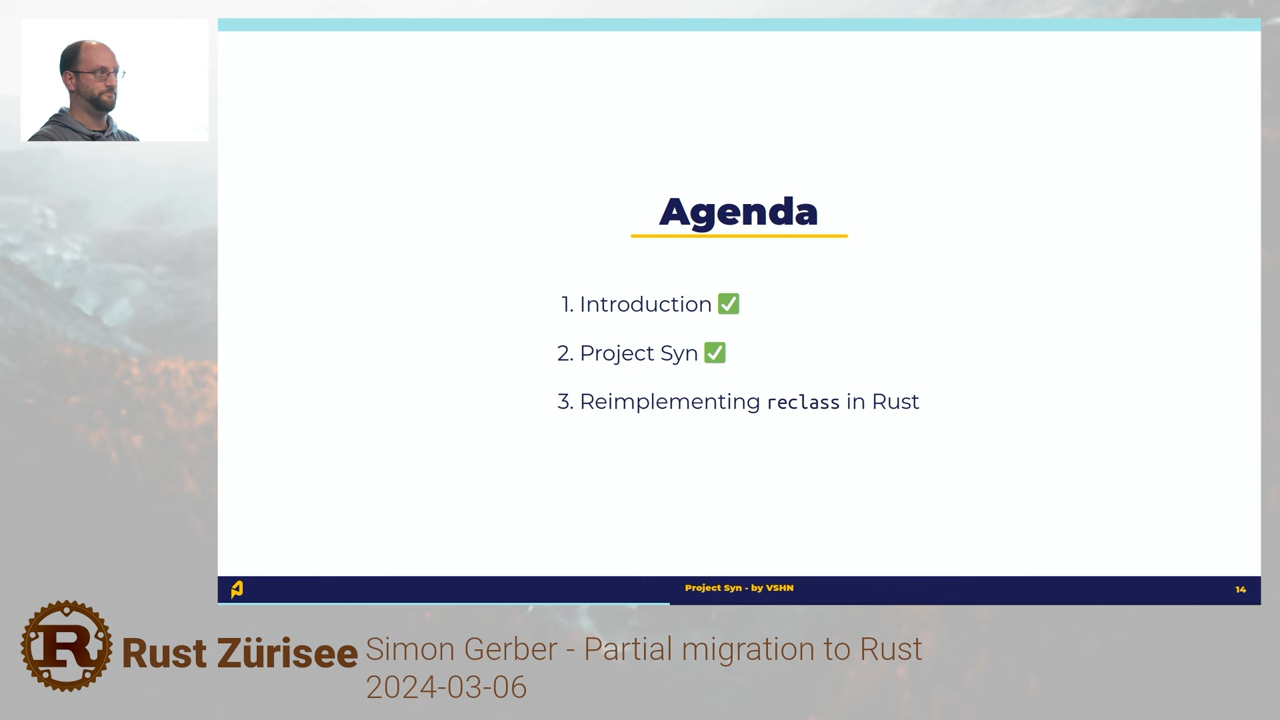 Agenda
1. Introduction ✅
2. Project Syn ✅
3. Reimplementing reclass in Rust
Project Syn - by VSHN
14
R
Rust Zürisee
Simon Gerber - Partial migration to Rust
2024-03-06